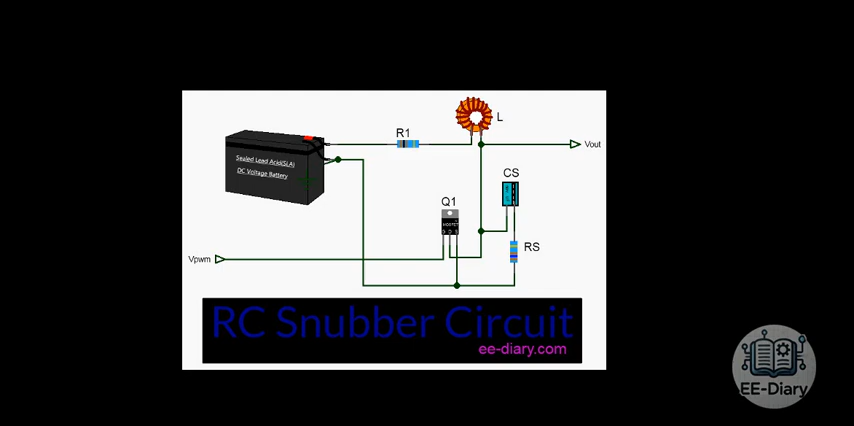 R1
L
Vout
Sealed Lead Acid(SLA)
DC Voltage Battery
CS
Q1
MOSFET
G D S
RS
Vpwm
RC Snubber Circuit
ee-diary.com
EE-Diary